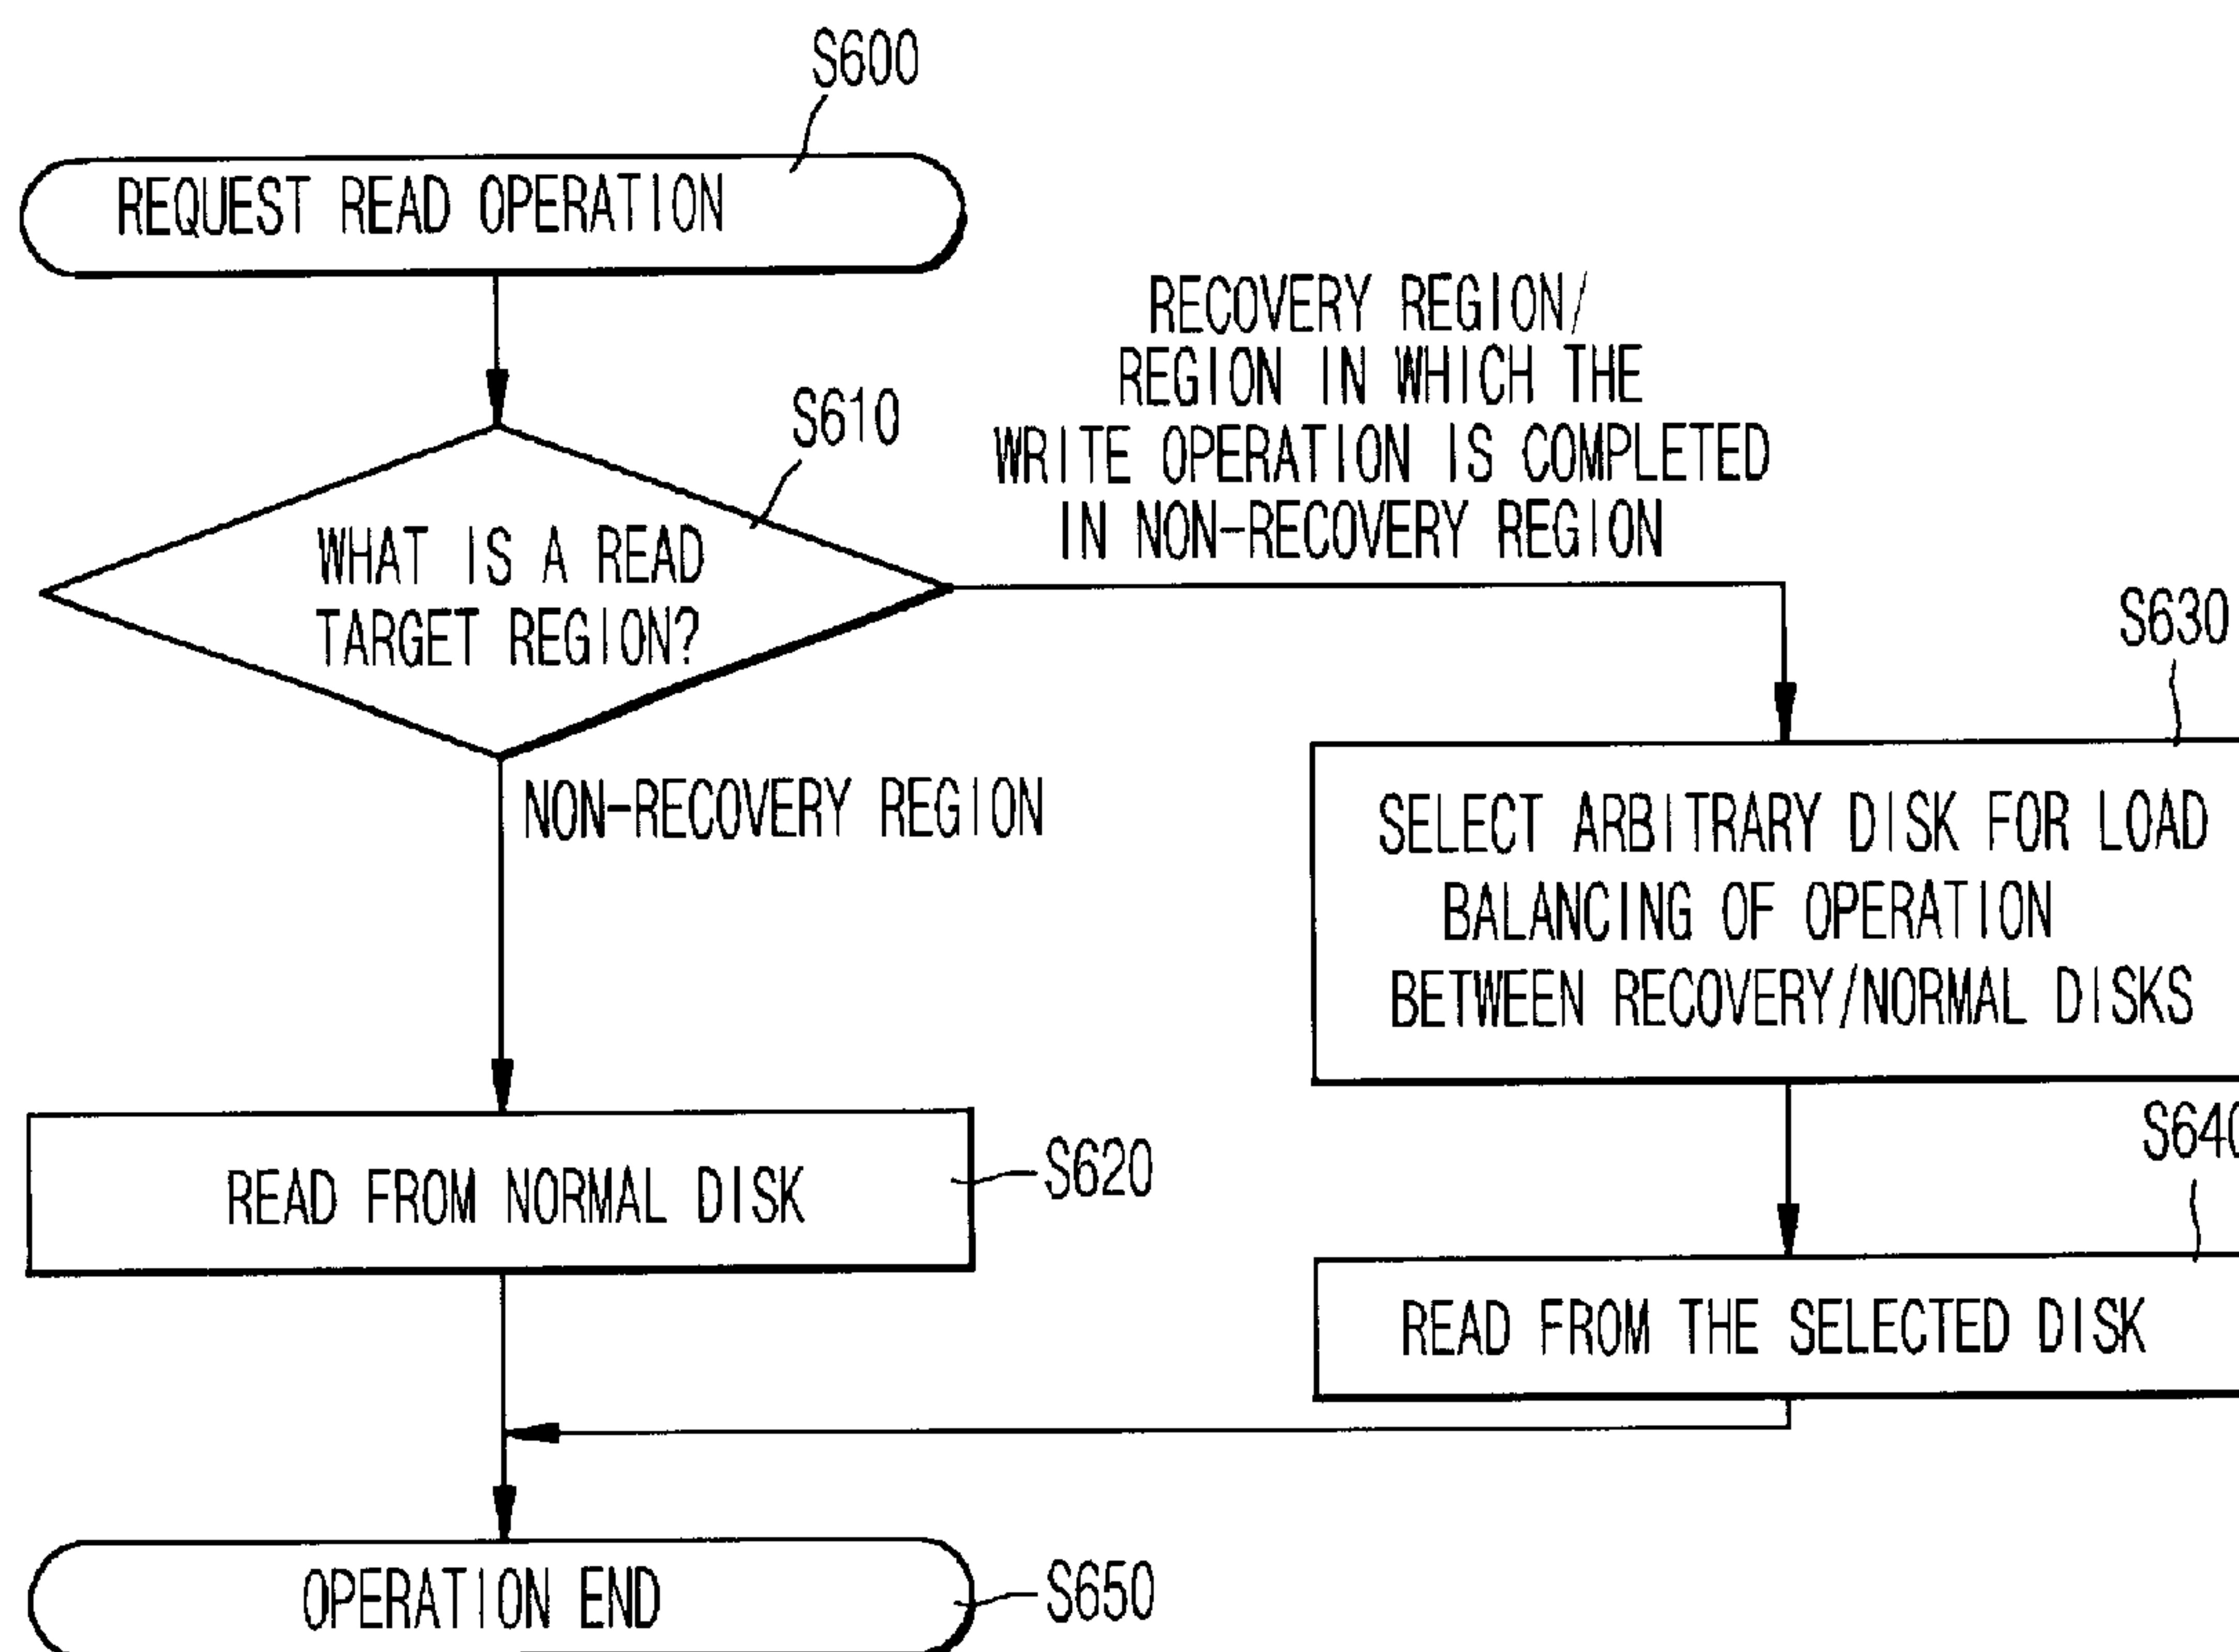 S600
REQUEST READ OPERATION
RECOVERY REGION/
REGION IN WHICH THE
WRITE OPERATION IS COMPLETED
IN NON-RECOVERY REGION
S610
WHAT IS A READ
TARGET REGION?
S630
NON-RECOVERY REGION
SELECT ARBITRARY DISK FOR LOAD
BALANCING OF OPERATION
BETWEEN RECOVERY/NORMAL DISKS
S640
READ FROM NORMAL DISK
S620
READ FROM THE SELECTED DISK
OPERATION END
S650